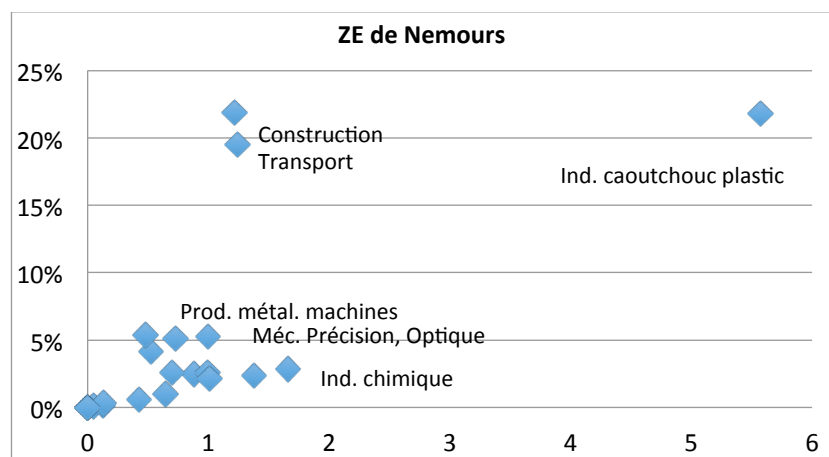 ZE de Nemours
25%
20%
15%
10%
5%
0%
Construction
Transport
Ind. caoutchouc plastic
Prod. métal. machines
Méc. Précision, Optique
Ind. chimique
0 1 2 3 4 5 6